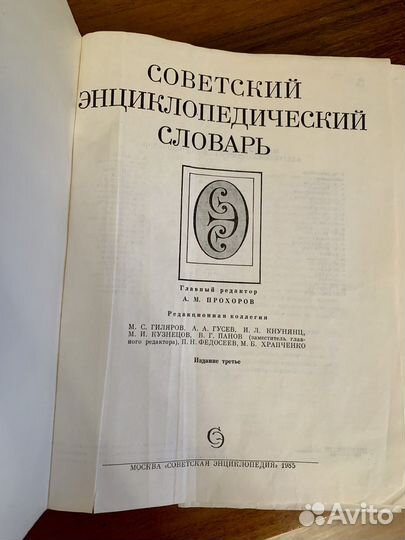 СОВЕТСКИЙ
ЭНЦИКЛОПЕДИЧЕСКИЙ
СЛОВАРЬ
Главный редактор
А. М. ПРОХОРОВ
Редакционная коллегия
М. С. ГИЛЯРОВ, А. А. ГУСЕВ, И. Л. КНУНЯНЦ,
М. И. КУЗНЕЦОВ, В. Г. ПАНОВ (заместитель глав-
ного редактора), П. Н. ФЕДОСЕЕВ, М. Б. ХРАПЧЕНКО
Издание третье
МОСКВА «СОВЕТСКАЯ ЭНЦИКЛОПЕДИЯ» 1985
Avito